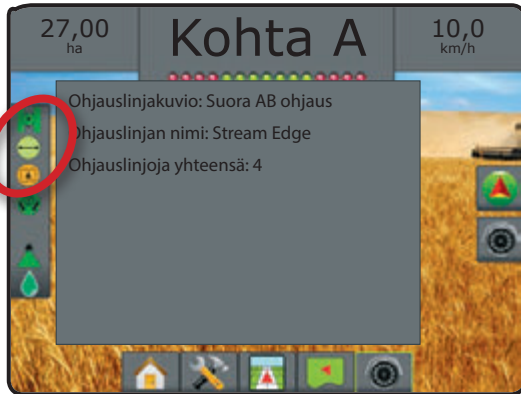 27,00
ha
Kohta A
10,0
km/h
Ohjauslinjakuvio: Suora AB ohjaus
Ohjauslinjan nimi: Stream Edge
Ohjauslinjoja yhteensä: 4